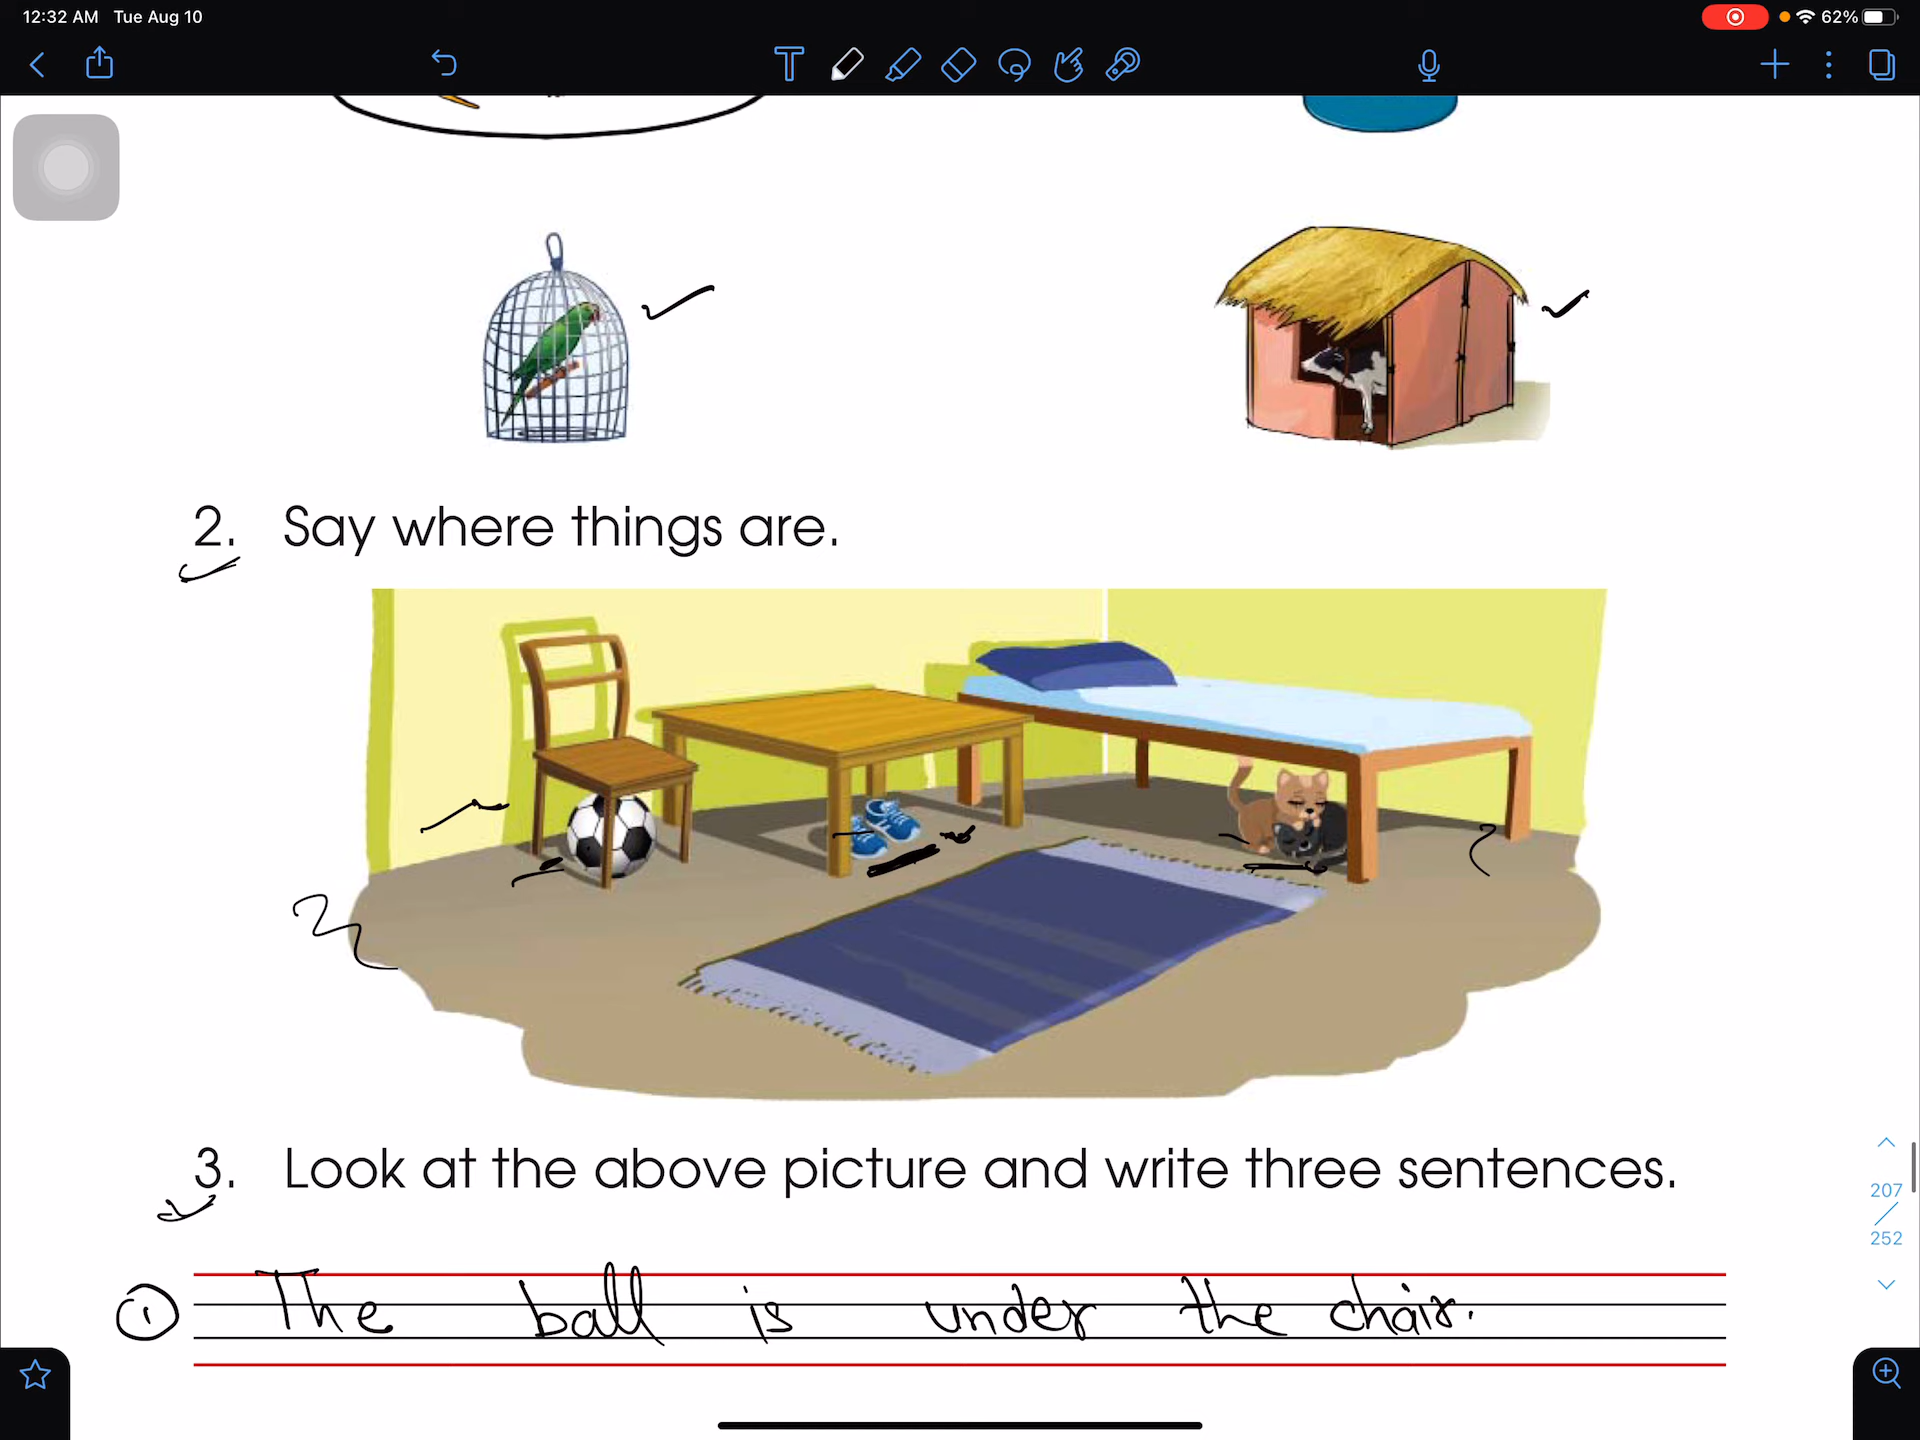 12:32 AM Tue Aug 10 62%
2. Say where things are.
3. Look at the above picture and write three sentences.
207
252
1 The ball is under the chair.